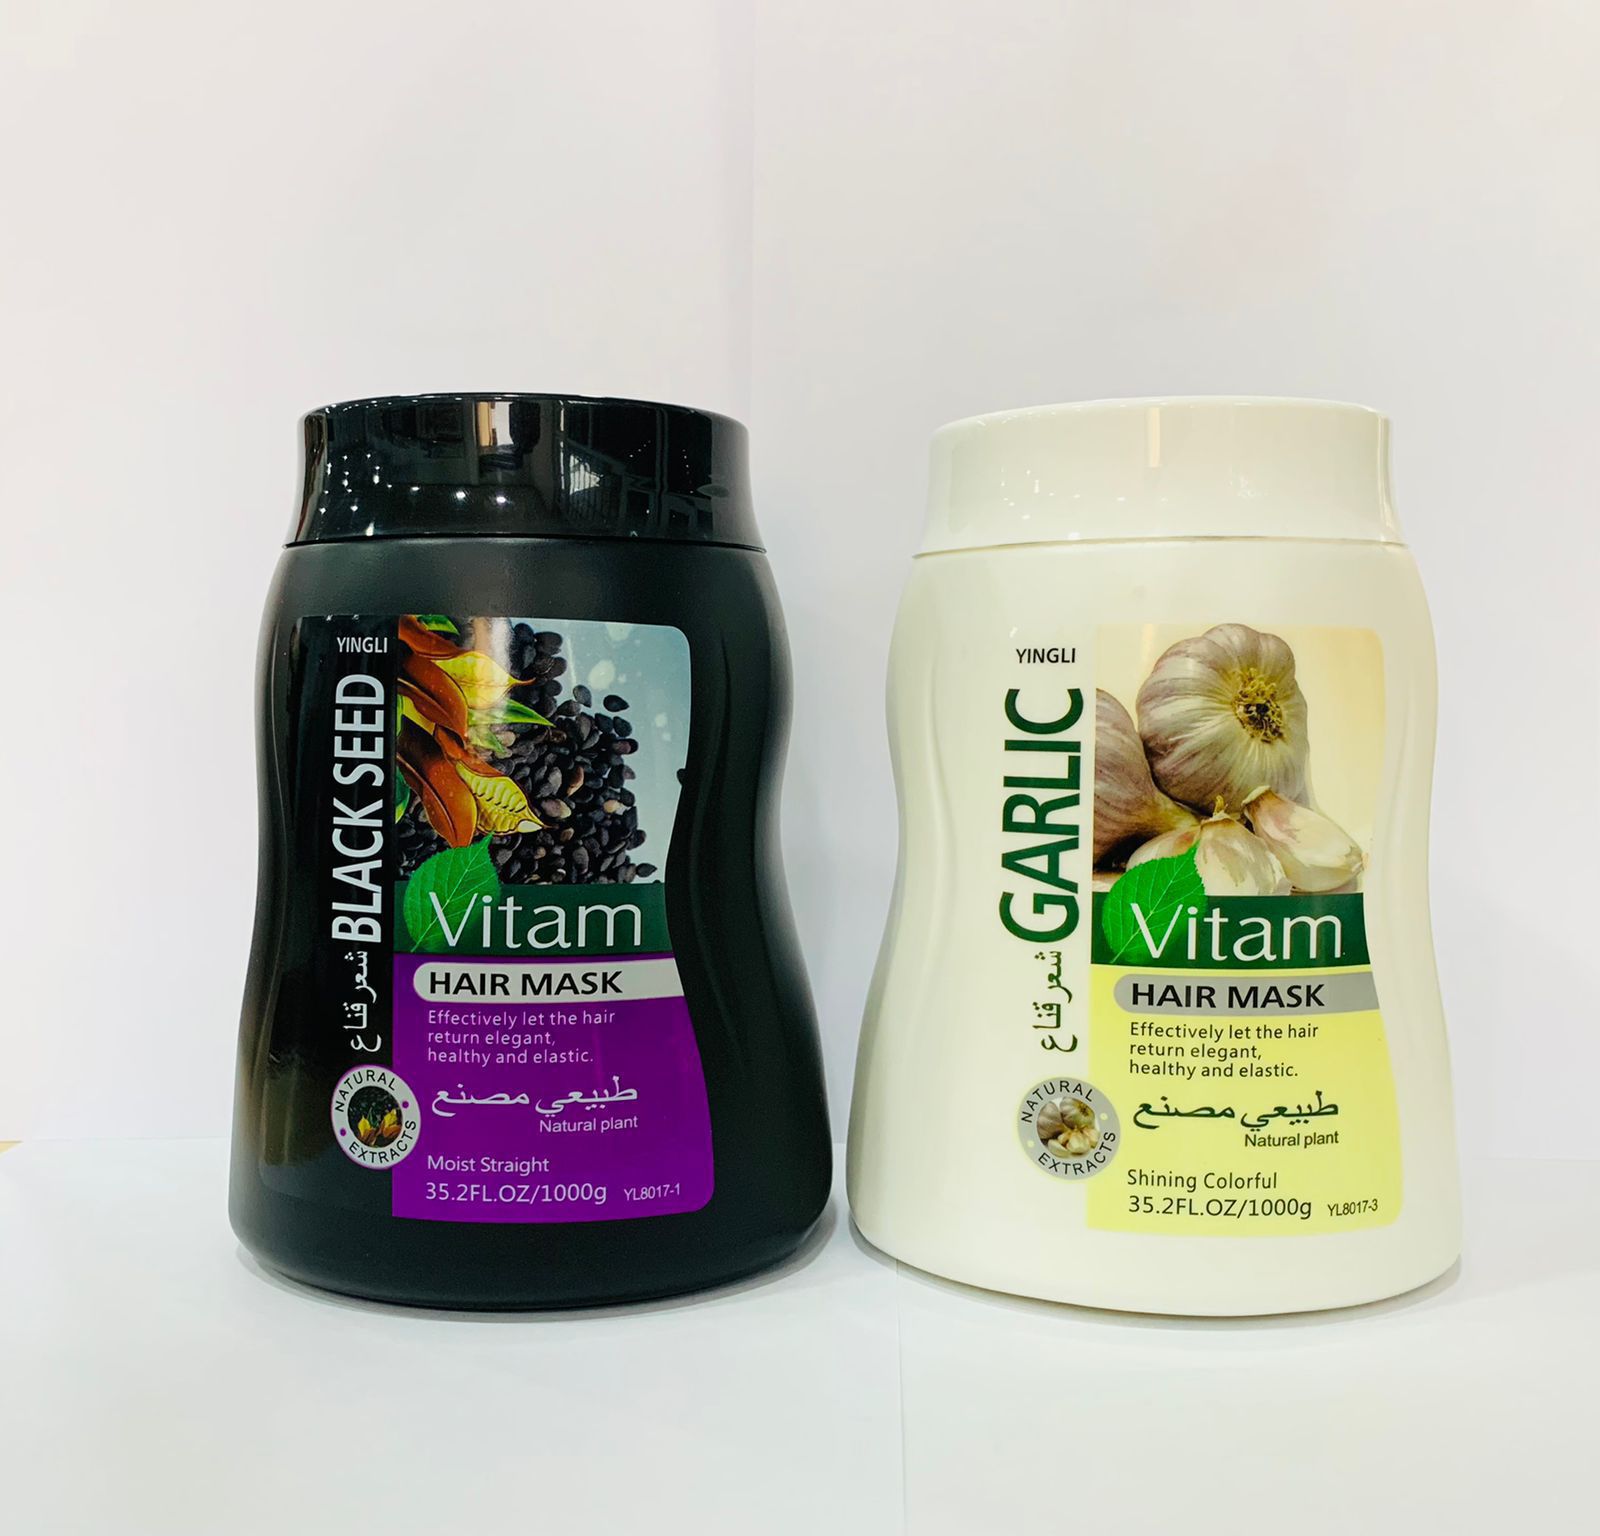 YINGLI
BLACK SEED
شعر قناع
Vitam
HAIR MASK
Effectively let the hair
return elegant,
healthy and elastic.
طبيعي مصنع
Natural plant
NATURAL
EXTRACTS
Moist Straight
35.2FL.OZ/1000g YL8017-1
YINGLI
GARLIC
شعر قناع
Vitam
HAIR MASK
Effectively let the hair
return elegant,
healthy and elastic.
طبيعي مصنع
Natural plant
NATURAL
EXTRACTS
Shining Colorful
35.2FL.OZ/1000g YL8017-3